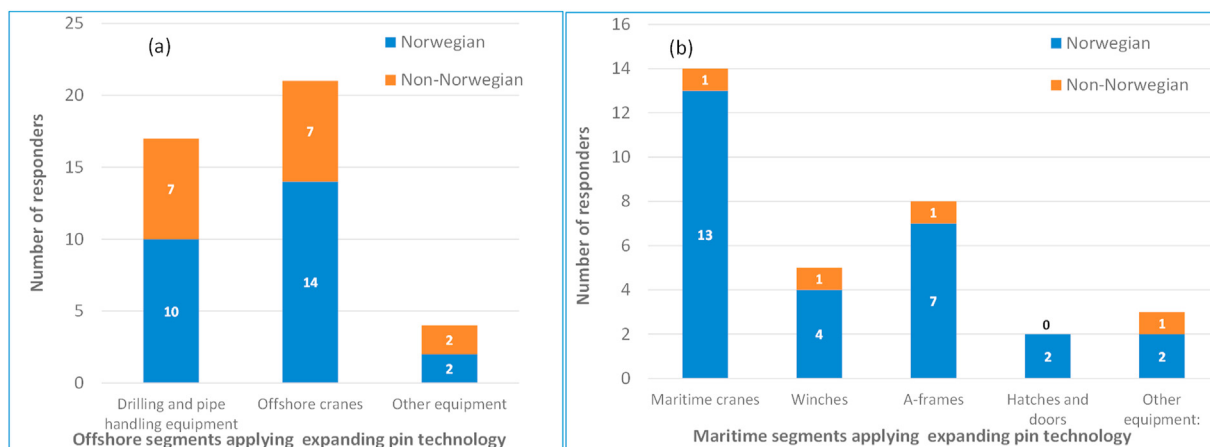 (a)
Norwegian
Non-Norwegian
Number of responders
25
20
15
10
5
0
7
10
7
14
2
2
Drilling and pipe
handling equipment
Offshore cranes
Other equipment
Offshore segments applying expanding pin technology
(b)
Norwegian
Non-Norwegian
Number of responders
16
14
12
10
8
6
4
2
0
1
13
1
4
1
7
0
2
1
2
Maritime cranes
Winches
A-frames
Hatches and
doors
Other
equipment:
Maritime segments applying expanding pin technology